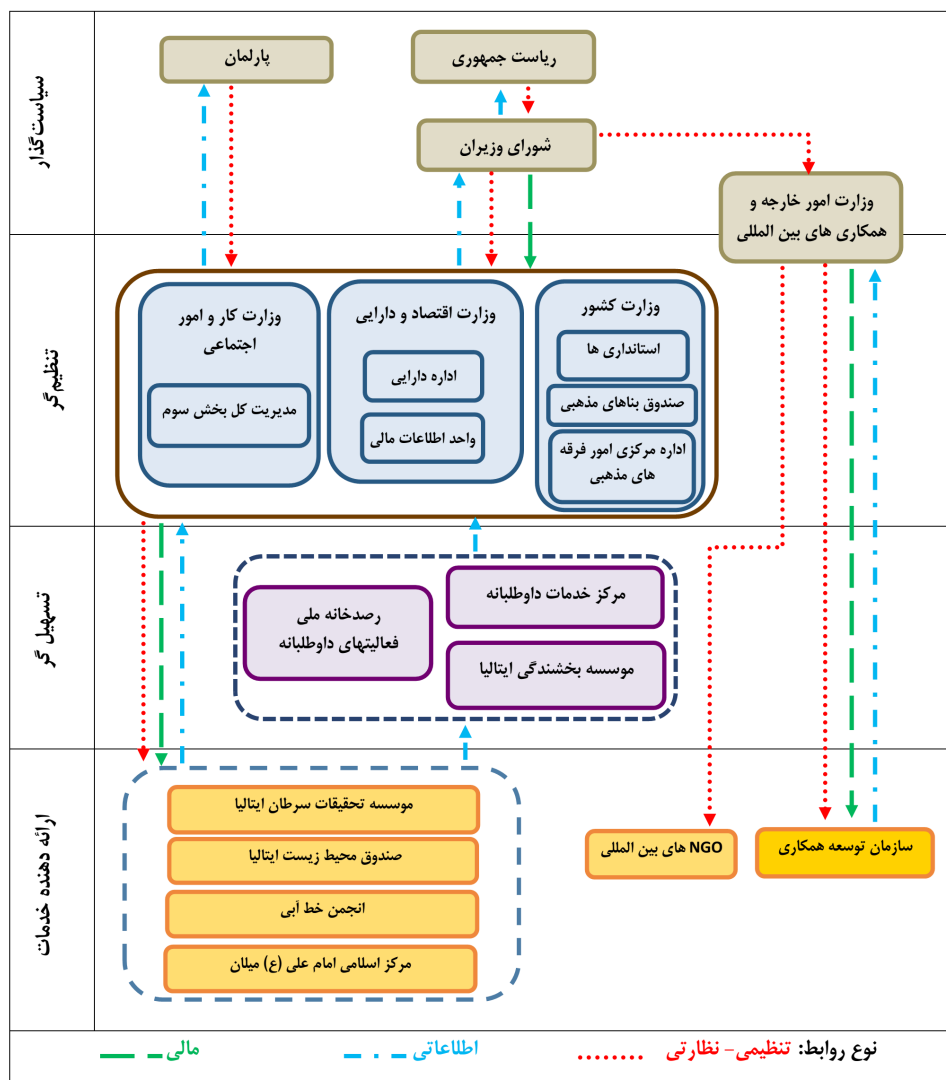 سیاست‌گذار
ریاست جمهوری
پارلمان
شورای وزیران
وزارت امور خارجه و
همکاری های بین المللی
تنظیم‌گر
وزارت کشور
استانداری ها
صندوق بناهای مذهبی
اداره مرکزی امور فرقه
های مذهبی
وزارت اقتصاد و دارایی
اداره دارایی
واحد اطلاعات مالی
وزارت کار و امور
اجتماعی
مدیریت کل بخش سوم
تسهیل گر
مرکز خدمات داوطلبانه
موسسه بخشندگی ایتالیا
رصدخانه ملی
فعالیتهای داوطلبانه
ارائه دهنده خدمات
سازمان توسعه همکاری
NGO های بین المللی
موسسه تحقیقات سرطان ایتالیا
صندوق محیط زیست ایتالیا
انجمن خط آبی
مرکز اسلامی امام علی (ع) میلان
نوع روابط: تنظیمی- نظارتی اطلاعاتی مالی